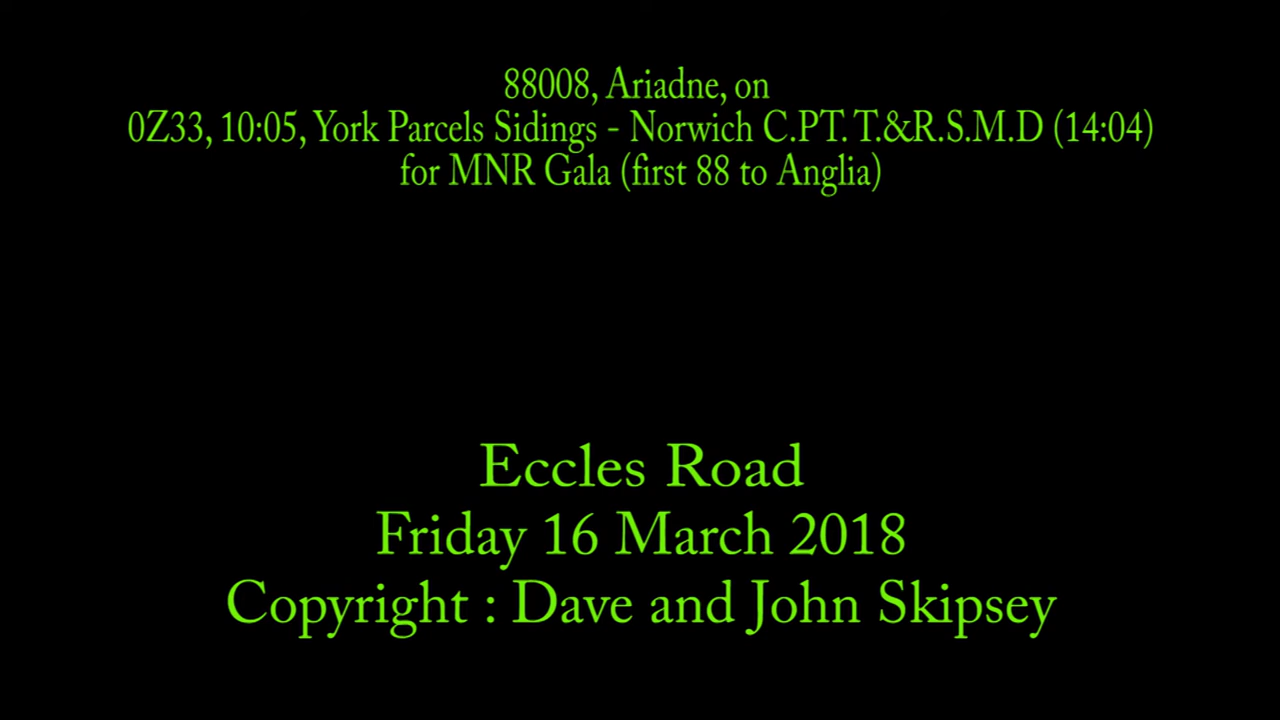 88008, Ariadne, on
0Z33, 10:05, York Parcels Sidings - Norwich C.PT. T.&R.S.M.D (14:04)
for MNR Gala (first 88 to Anglia)
Eccles Road
Friday 16 March 2018
Copyright : Dave and John Skipsey